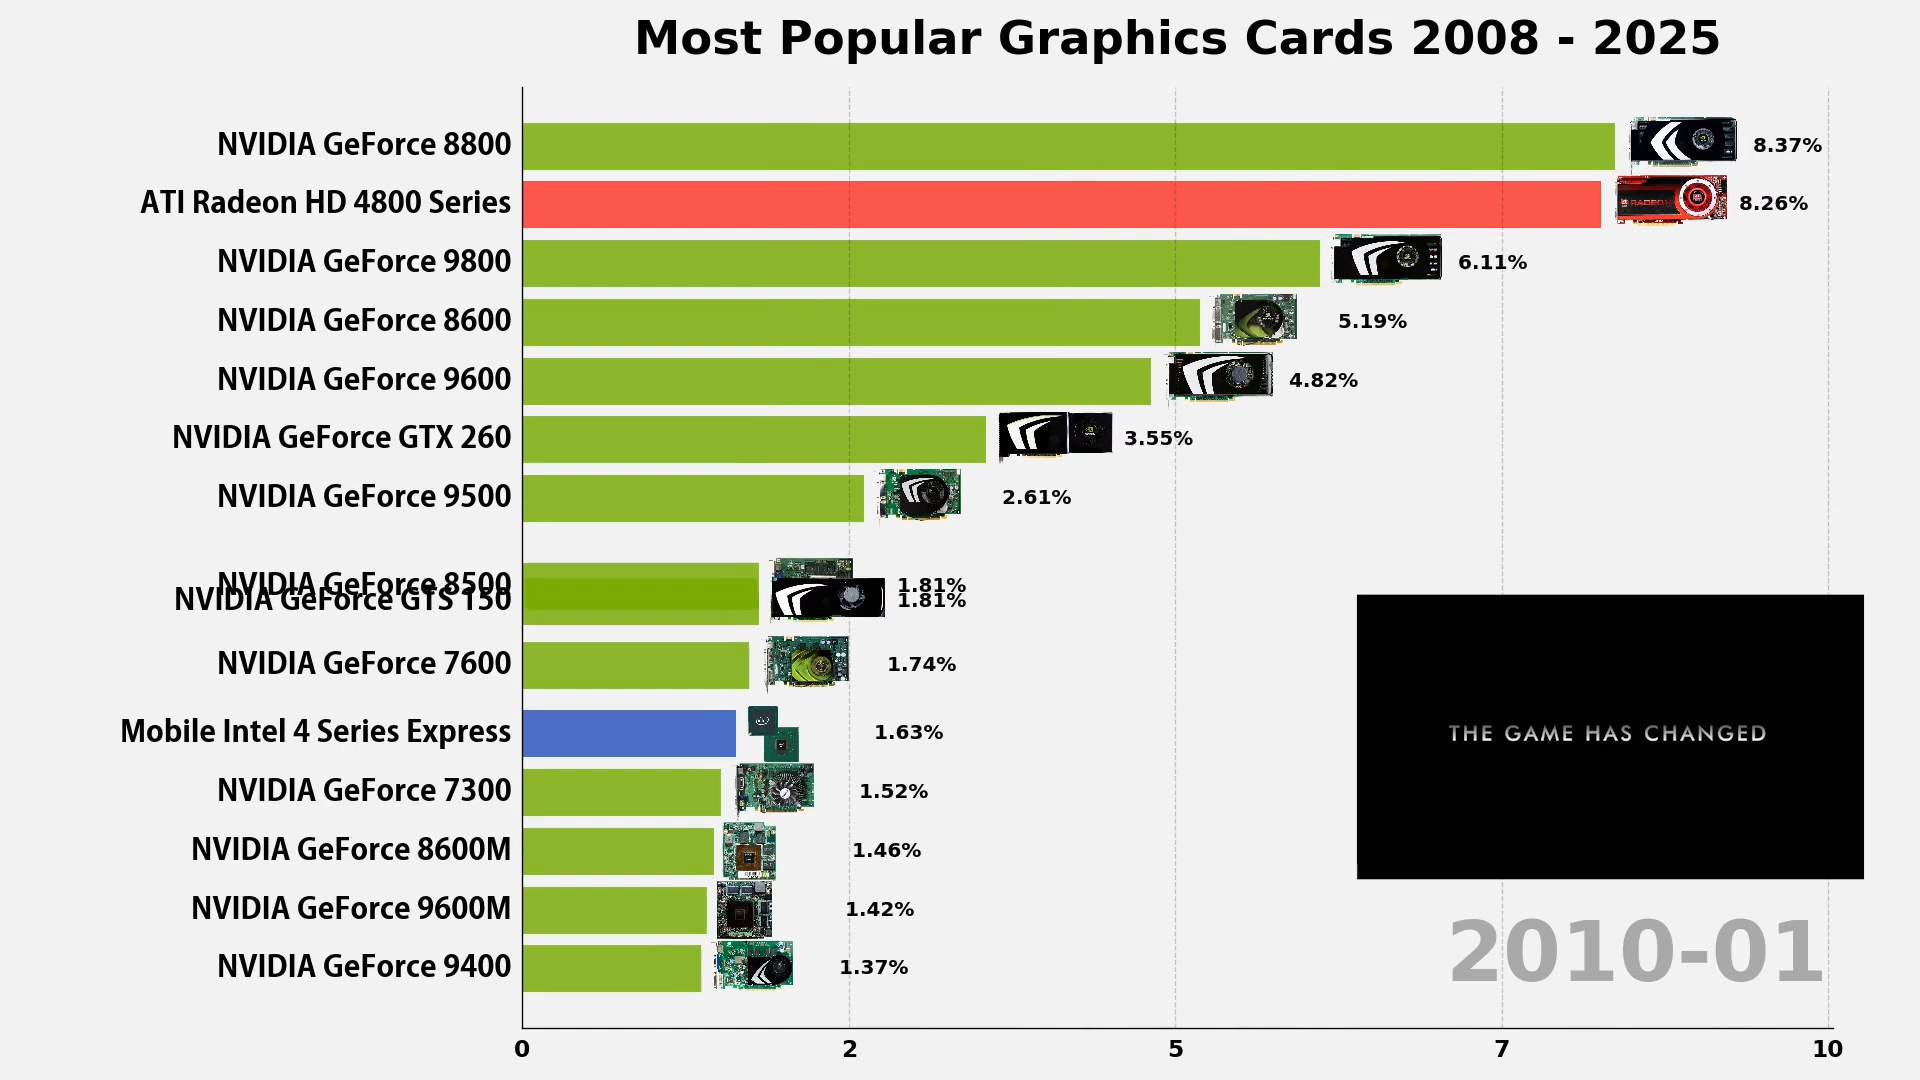 Most Popular Graphics Cards 2008 - 2025
NVIDIA GeForce 8800 8.37%
ATI Radeon HD 4800 Series RADEON 8.26%
NVIDIA GeForce 9800 6.11%
NVIDIA GeForce 8600 5.19%
NVIDIA GeForce 9600 4.82%
NVIDIA GeForce GTX 260 3.55%
NVIDIA GeForce 9500 2.61%
NVIDIA GeForce 8500 1.81%
NVIDIA GeForce GTS 150 1.81%
NVIDIA GeForce 7600 1.74%
Mobile Intel 4 Series Express 1.63%
THE GAME HAS CHANGED
NVIDIA GeForce 7300 1.52%
NVIDIA GeForce 8600M 1.46%
NVIDIA GeForce 9600M 1.42%
NVIDIA GeForce 9400 1.37%
2010-01
0 2 5 7 10